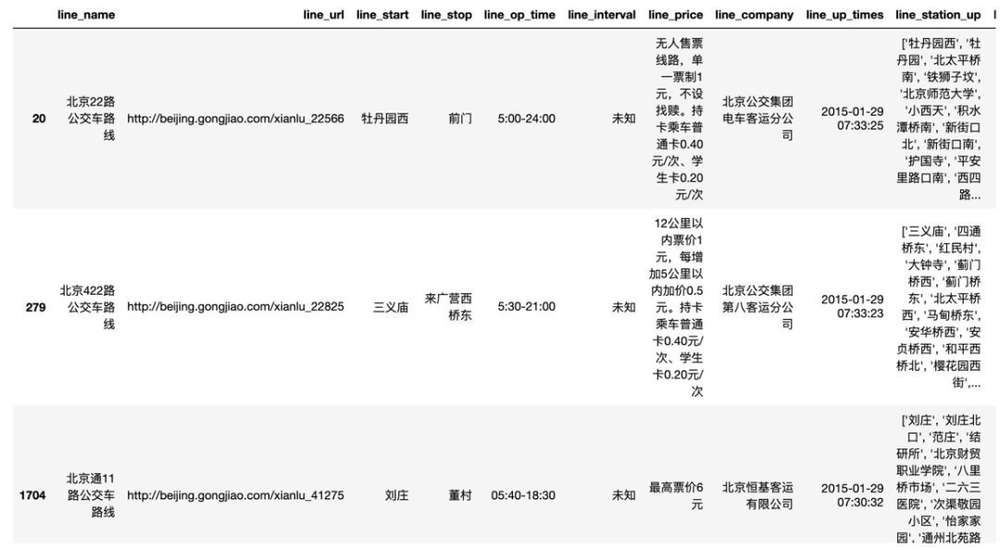 line_name line_url line_start line_stop line_op_time line_interval line_price line_company line_up_times line_station_up
20
北京22路
公交车路
线
http://beijing.gongjiao.com/xianlu_22566
牡丹园西
前门
5:00-24:00
未知
无人售票
线路，单
一票制1
元，不设
找赎。持
卡乘车普
通卡0.40
元/次、学
生卡0.20
元/次
北京公交集团
电车客运分公
司
2015-01-29
07:33:25
['牡丹园西', '牡
丹园', '北太平桥
南', '铁狮子坟',
'北京师范大学',
'小西天', '积水
潭桥南', '新街口
北', '新街口南',
'护国寺', '平安
里路口南', '西四
路...
279
北京422路
公交车路
线
http://beijing.gongjiao.com/xianlu_22825
三义庙
来广营西
桥东
5:30-21:00
未知
12公里以
内票价1
元，每增
加5公里以
内加价0.5
元。持卡
乘车普通
卡0.40元/
次、学生
卡0.20元/
次
北京公交集团
第八客运分公
司
2015-01-29
07:33:23
['三义庙', '四通
桥东', '红民村',
'大钟寺', '蓟门
桥西', '蓟门桥
东', '北太平桥
西', '马甸桥东',
'安华桥西', '安
贞桥西', '和平西
桥北', '樱花园西
街',...
1704
北京通11
路公交车
路线
http://beijing.gongjiao.com/xianlu_41275
刘庄
董村
05:40-18:30
未知
最高票价6
元
北京恒基客运
有限公司
2015-01-29
07:30:32
['刘庄', '刘庄北
口', '范庄', '结
研所', '北京财贸
职业学院', '八里
桥市场', '二六三
医院', '次渠敬园
小区', '怡家家
园', '通州北苑路